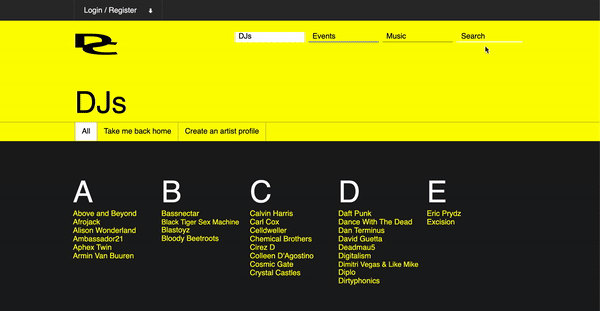 Login / Register
DC
DJs
Events
Music
Search
DJs
All
Take me back home
Create an artist profile
A
Above and Beyond
Afrojack
Alison Wonderland
Ambassador21
Aphex Twin
Armin Van Buuren
B
Bassnectar
Black Tiger Sex Machine
Blastoyz
Bloody Beetroots
C
Calvin Harris
Carl Cox
Celldweller
Chemical Brothers
Cirez D
Colleen D'Agostino
Cosmic Gate
Crystal Castles
D
Daft Punk
Dance With The Dead
Dan Terminus
David Guetta
Deadmau5
Digitalism
Dimitri Vegas & Like Mike
Diplo
Dirtyphonics
E
Eric Prydz
Excision